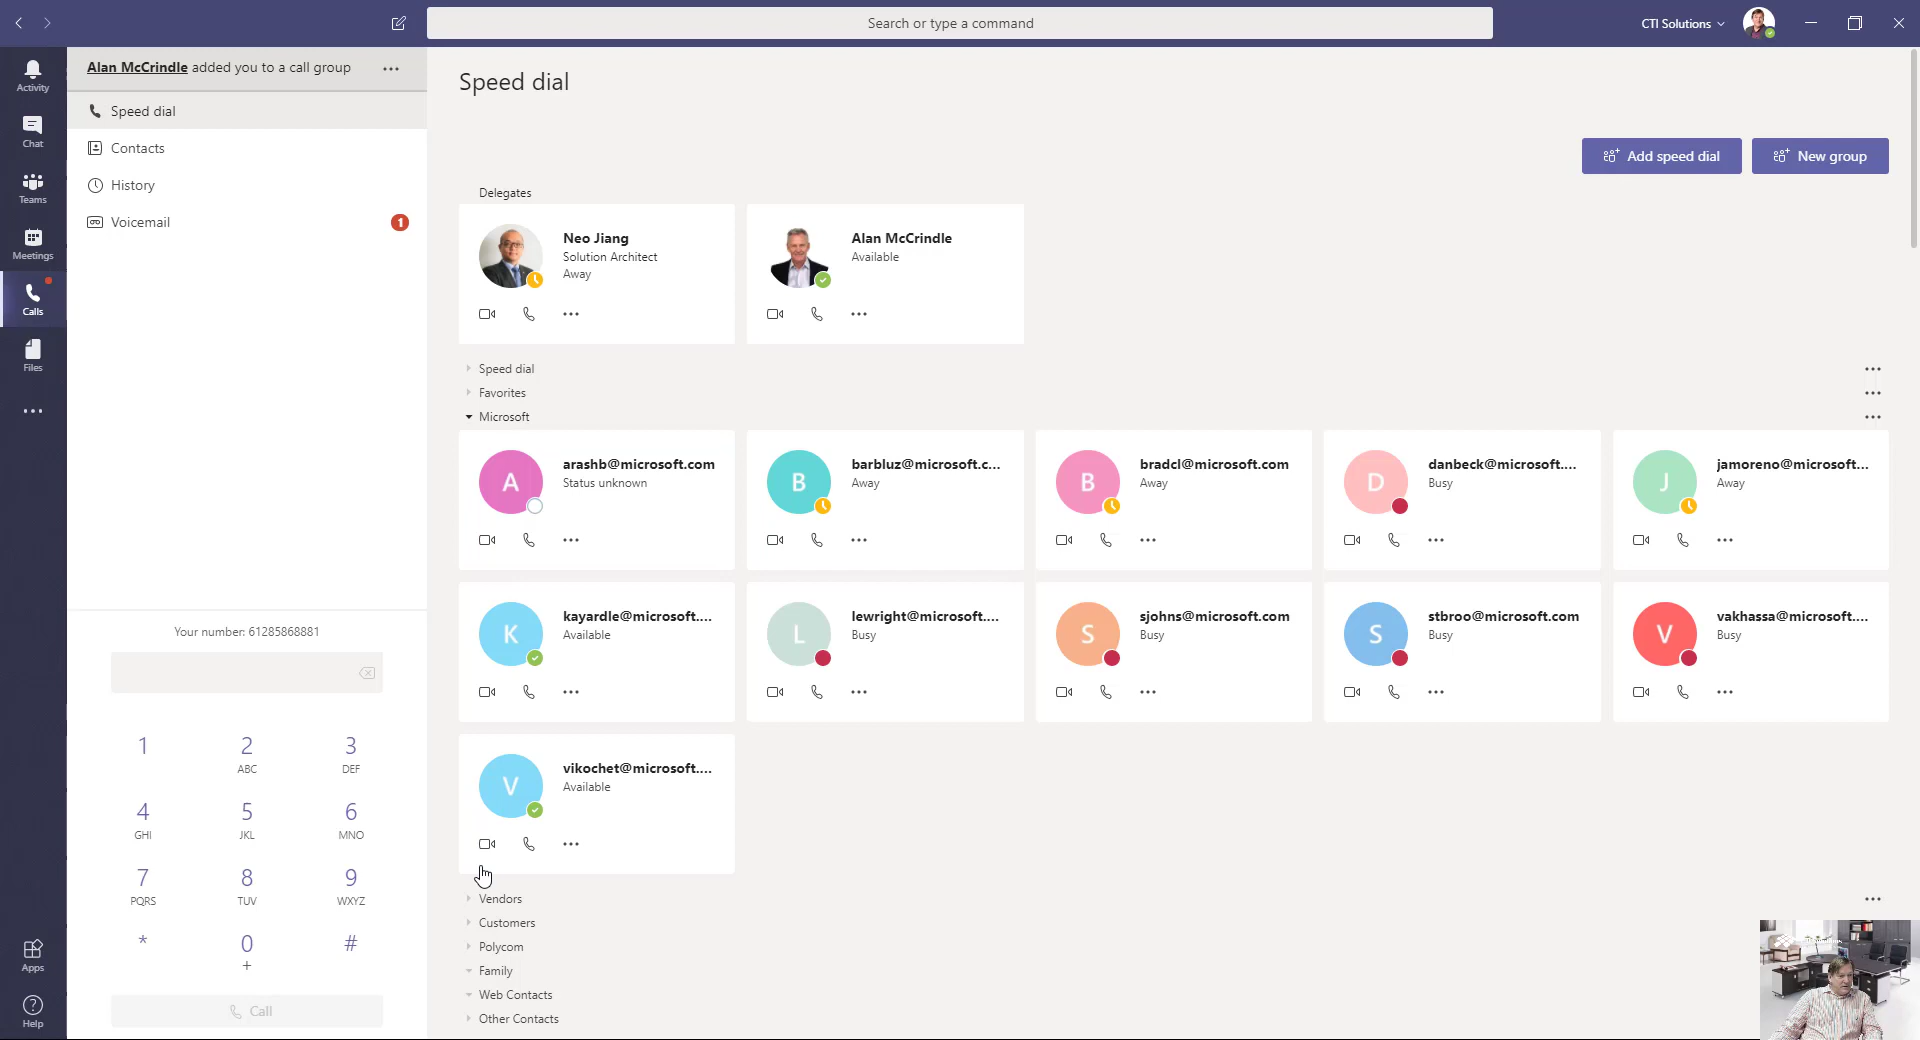 Search or type a command
CTI Solutions
Activity
Chat
Teams
Meetings
Calls
Files
Apps
Help
Alan McCrindle added you to a call group
Speed dial
Contacts
History
Voicemail
1
Your number: 61285868881
1
2
ABC
3
DEF
4
GHI
5
JKL
6
MNO
7
PQRS
8
TUV
9
WXYZ
*
0
+
#
Call
Speed dial
Add speed dial
New group
Delegates
Neo Jiang
Solution Architect
Away
Alan McCrindle
Available
Speed dial
Favorites
Microsoft
A
arashb@microsoft.com
Status unknown
B
barbluz@microsoft.c...
Away
B
bradcl@microsoft.com
Away
D
danbeck@microsoft....
Busy
J
jamoreno@microsoft...
Away
K
kayardle@microsoft....
Available
L
lewright@microsoft....
Busy
S
sjohns@microsoft.com
Busy
S
stbroo@microsoft.com
Busy
V
vakhassa@microsoft....
Busy
V
vikochet@microsoft....
Available
Vendors
Customers
Polycom
Family
Web Contacts
Other Contacts